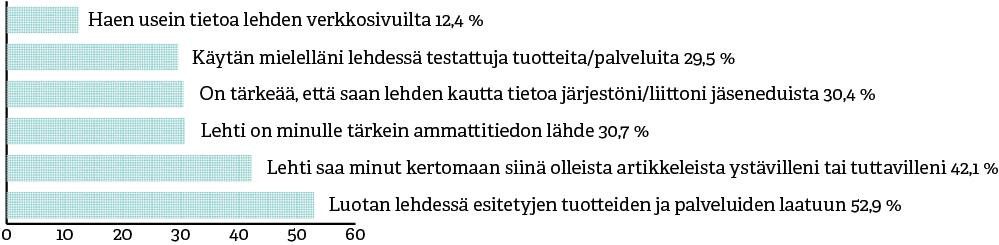 Haen usein tietoa lehden verkkosivuilta 12,4 %
Käytän mielelläni lehdessä testattuja tuotteita/palveluita 29,5 %
On tärkeää, että saan lehden kautta tietoa järjestöni/liittoni jäseneduista 30,4 %
Lehti on minulle tärkein ammattitiedon lähde 30,7 %
Lehti saa minut kertomaan siinä olleista artikkeleista ystävilleni tai tuttavilleni 42,1 %
Luotan lehdessä esitetyjen tuotteiden ja palveluiden laatuun 52,9 %
0 10 20 30 40 50 60